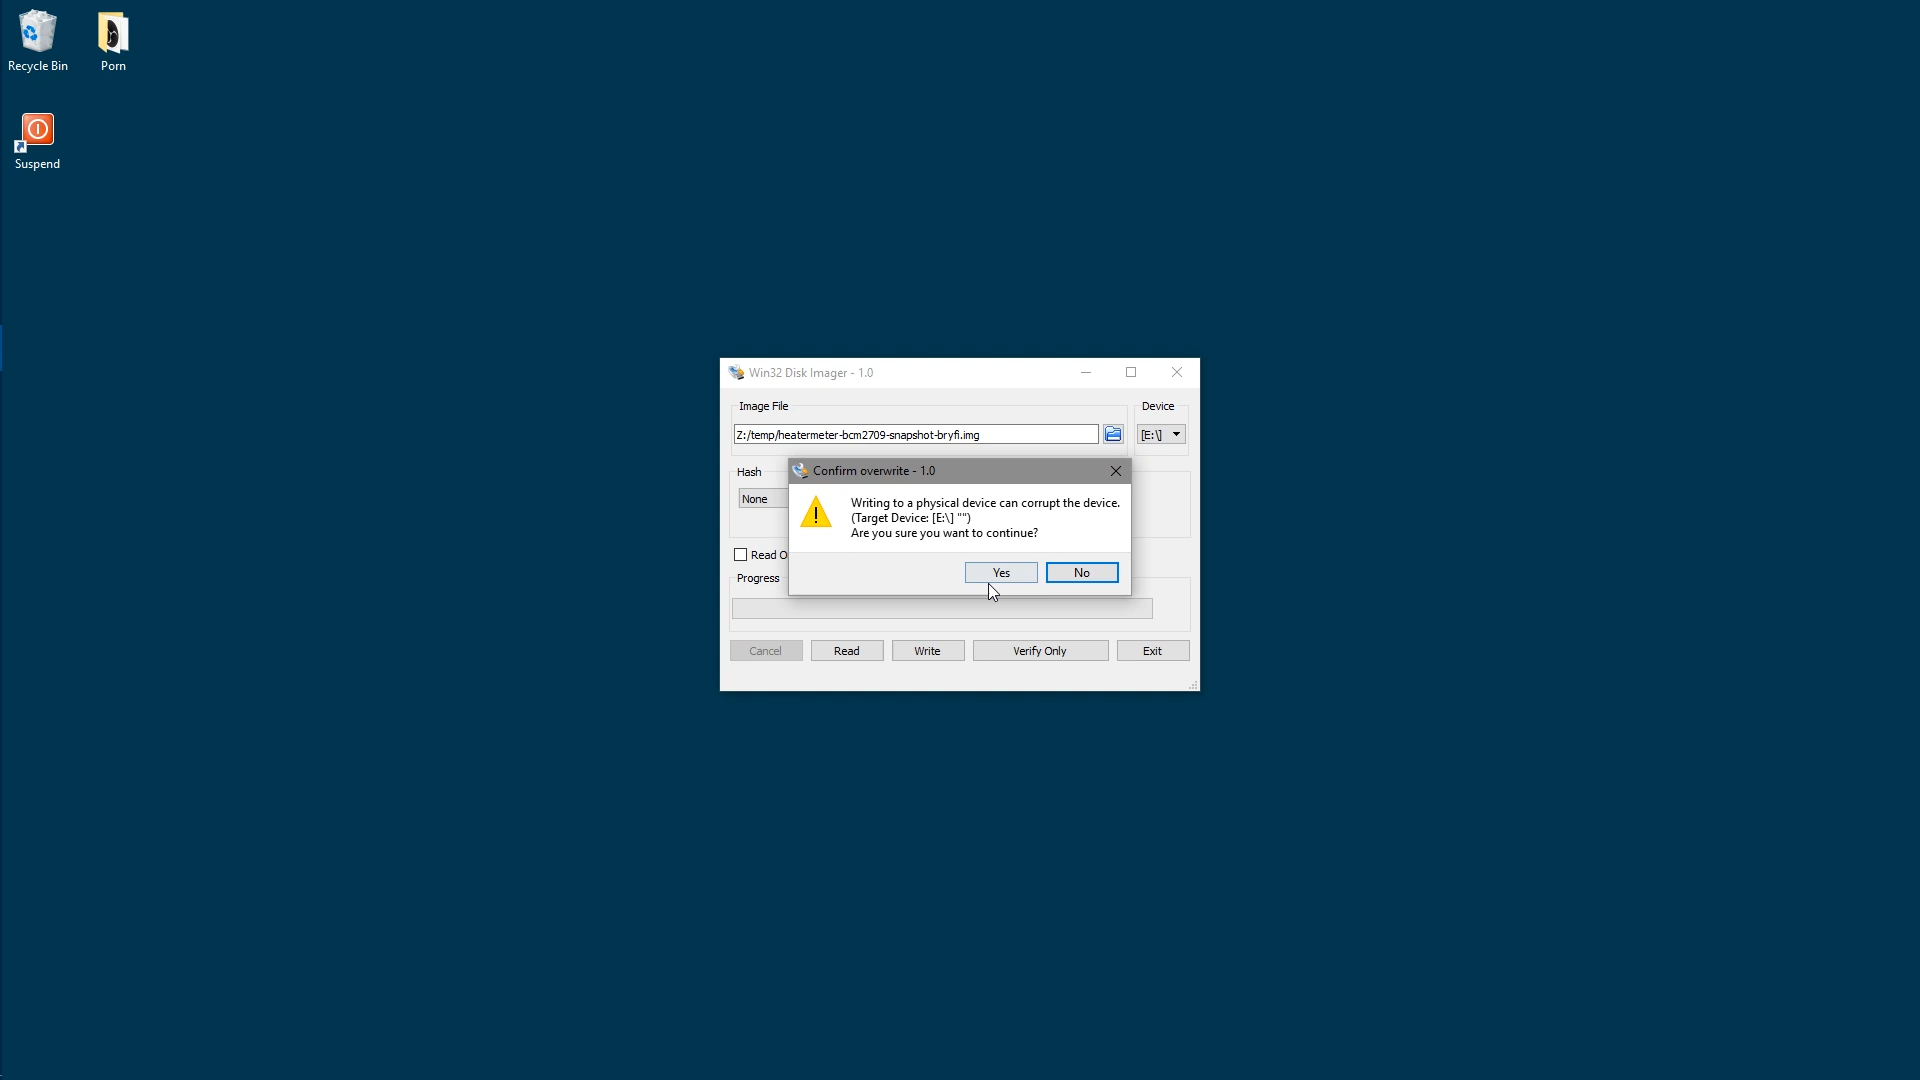 Recycle Bin
Porn
Suspend
Win32 Disk Imager - 1.0
Image File
Device
Z:/temp/heatermeter-bcm2709-snapshot-bryfi.img
[E:\]
Hash
None
Confirm overwrite - 1.0
Writing to a physical device can corrupt the device.
(Target Device: [E:\] "")
Are you sure you want to continue?
Yes
No
Read O
Progress
Cancel
Read
Write
Verify Only
Exit